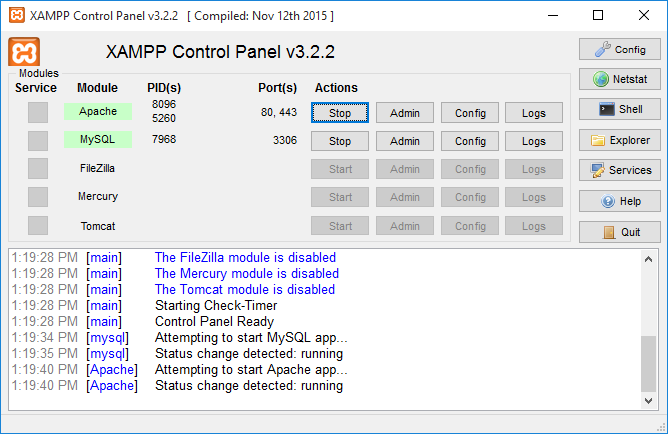 XAMPP Control Panel v3.2.2 [ Compiled: Nov 12th 2015 ]
XAMPP Control Panel v3.2.2
Config
Modules
Service Module PID(s) Port(s) Actions
Netstat
Apache 8096 5260 80, 443 Stop Admin Config Logs
Shell
MySQL 7968 3306 Stop Admin Config Logs
Explorer
FileZilla Start Admin Config Logs
Services
Mercury Start Admin Config Logs
Help
Tomcat Start Admin Config Logs
Quit
1:19:28 PM [main] The FileZilla module is disabled
1:19:28 PM [main] The Mercury module is disabled
1:19:28 PM [main] The Tomcat module is disabled
1:19:28 PM [main] Starting Check-Timer
1:19:28 PM [main] Control Panel Ready
1:19:34 PM [mysql] Attempting to start MySQL app...
1:19:35 PM [mysql] Status change detected: running
1:19:40 PM [Apache] Attempting to start Apache app...
1:19:40 PM [Apache] Status change detected: running